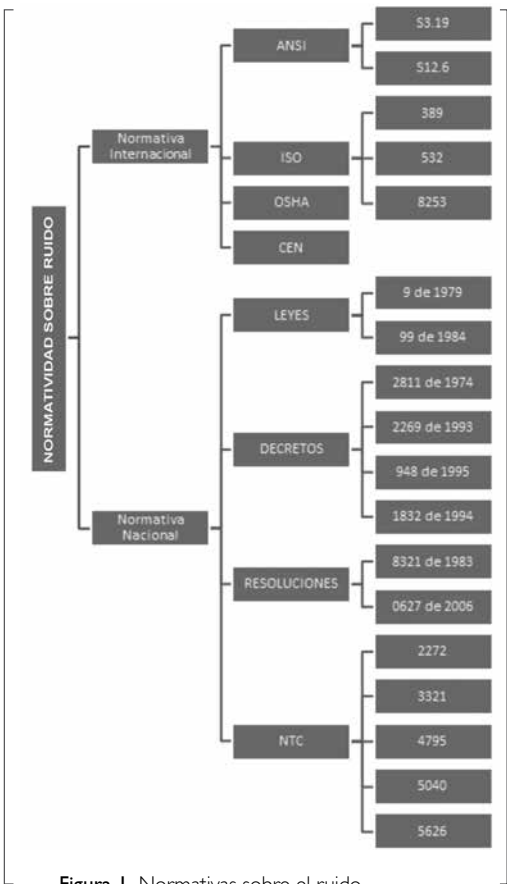 NORMATIVIDAD SOBRE RUIDO
Normativa
Internacional
ANSI
S3.19
S12.6
ISO
389
532
8253
OSHA
CEN
Normativa
Nacional
LEYES
9 de 1979
99 de 1984
DECRETOS
2811 de 1974
2269 de 1993
948 de 1995
1832 de 1994
RESOLUCIONES
8321 de 1983
0627 de 2006
NTC
2272
3321
4795
5040
5626
Figura 1. Normativas sobre el ruido